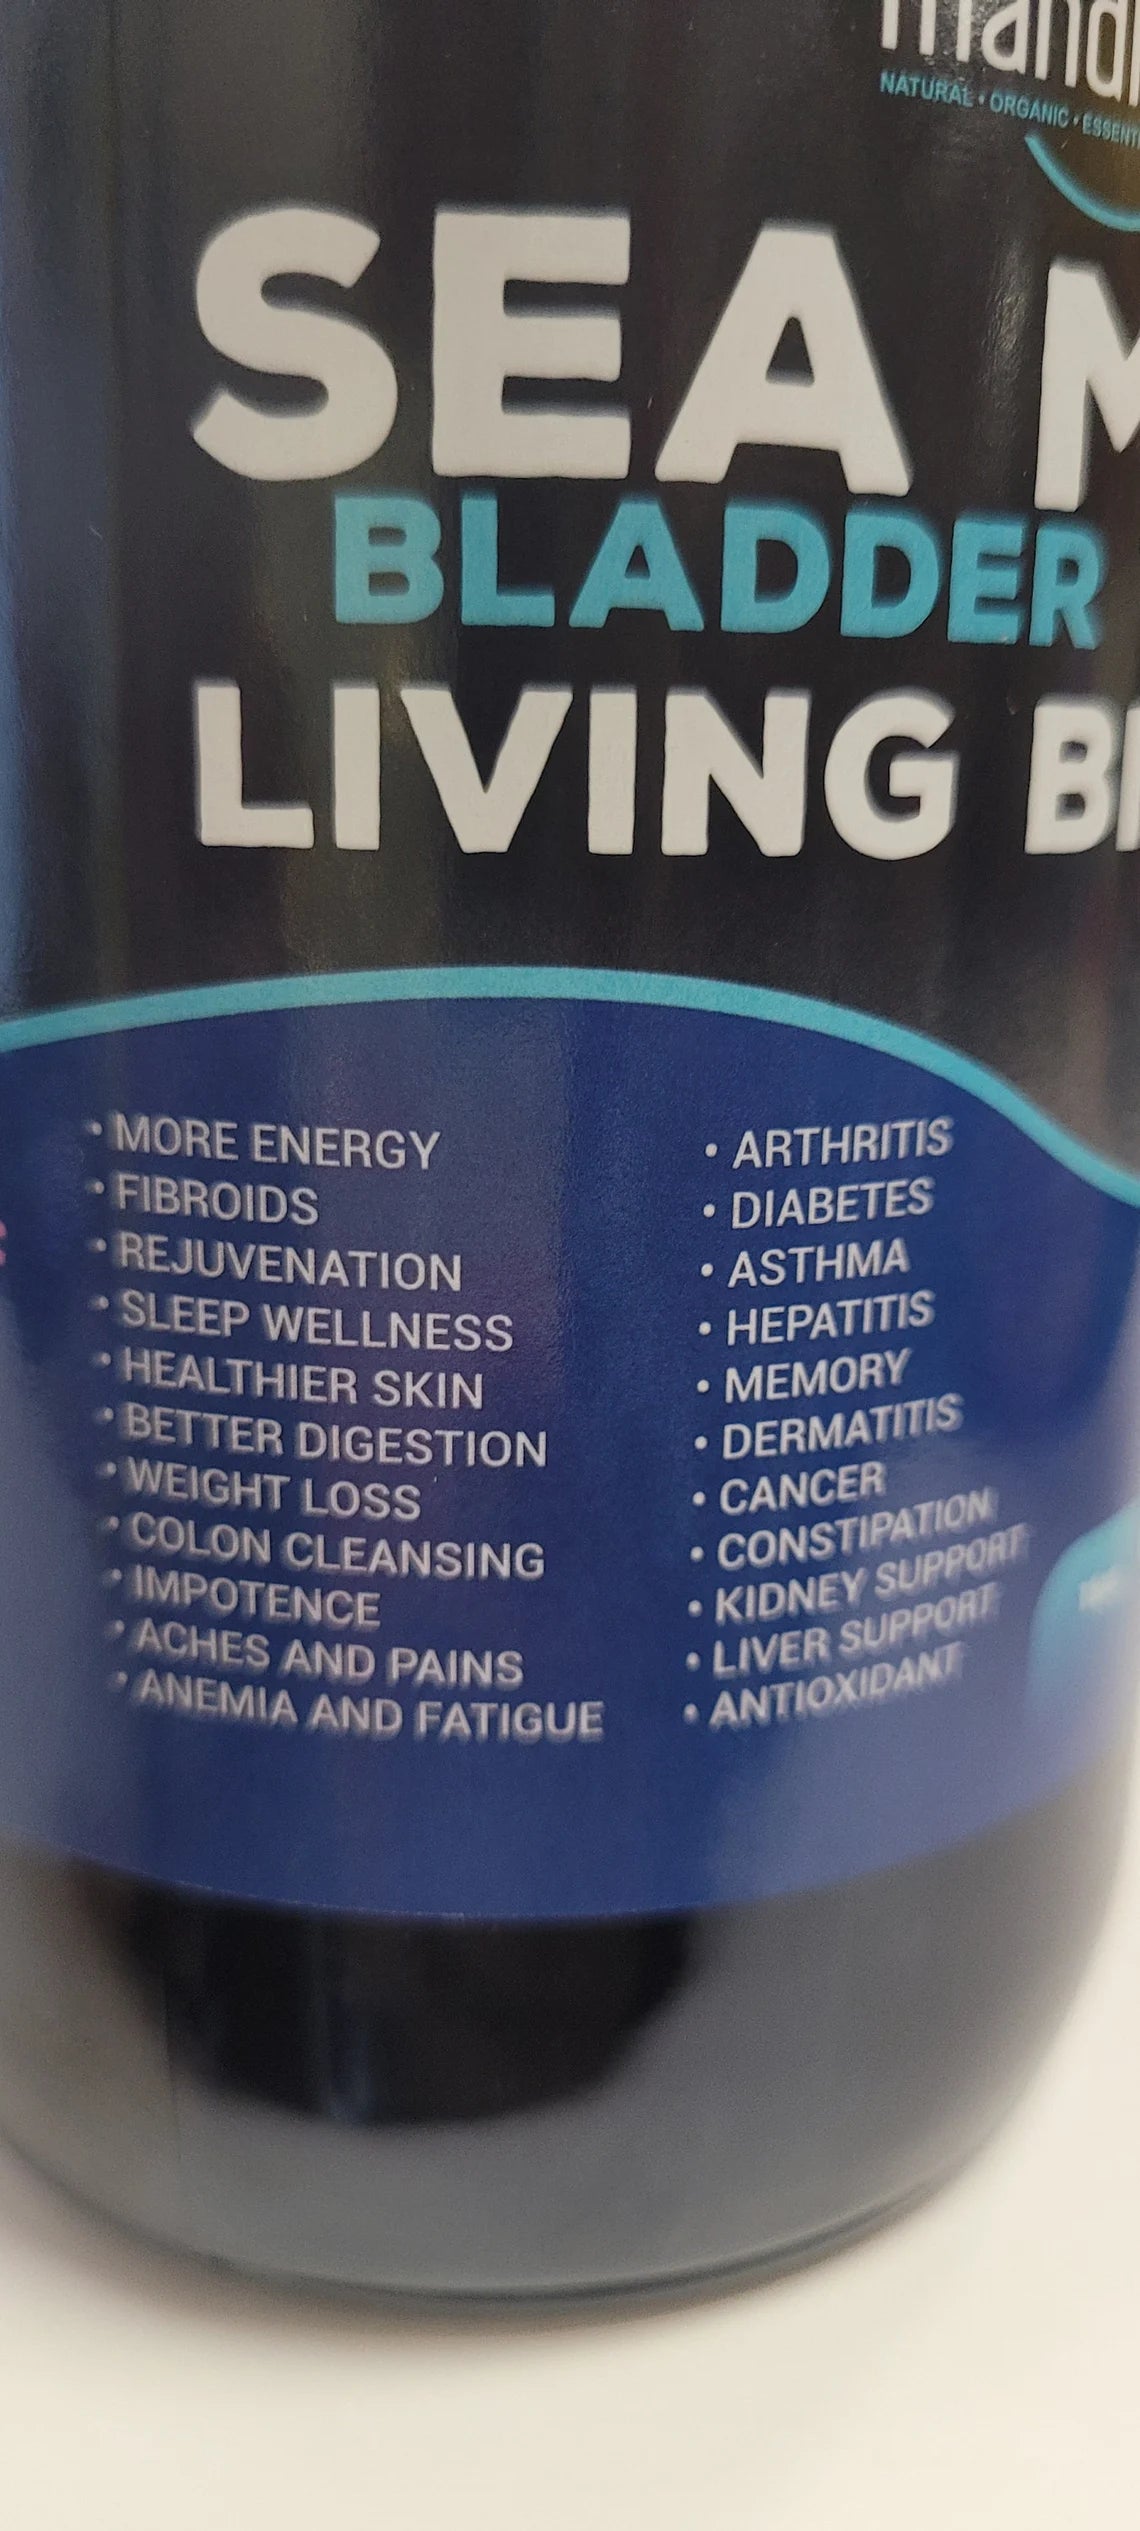 NATURAL • ORGANIC •
SEA
BLADDER
LIVING
• MORE ENERGY
• FIBROIDS
• REJUVENATION
• SLEEP WELLNESS
• HEALTHIER SKIN
• BETTER DIGESTION
• WEIGHT LOSS
• COLON CLEANSING
• IMPOTENCE
• ACHES AND PAINS
• ANEMIA AND FATIGUE
• ARTHRITIS
• DIABETES
• ASTHMA
• HEPATITIS
• MEMORY
• DERMATITIS
• CANCER
• CONSTIPATION
• KIDNEY SUPPORT
• LIVER SUPPORT
• ANTIOXIDANT